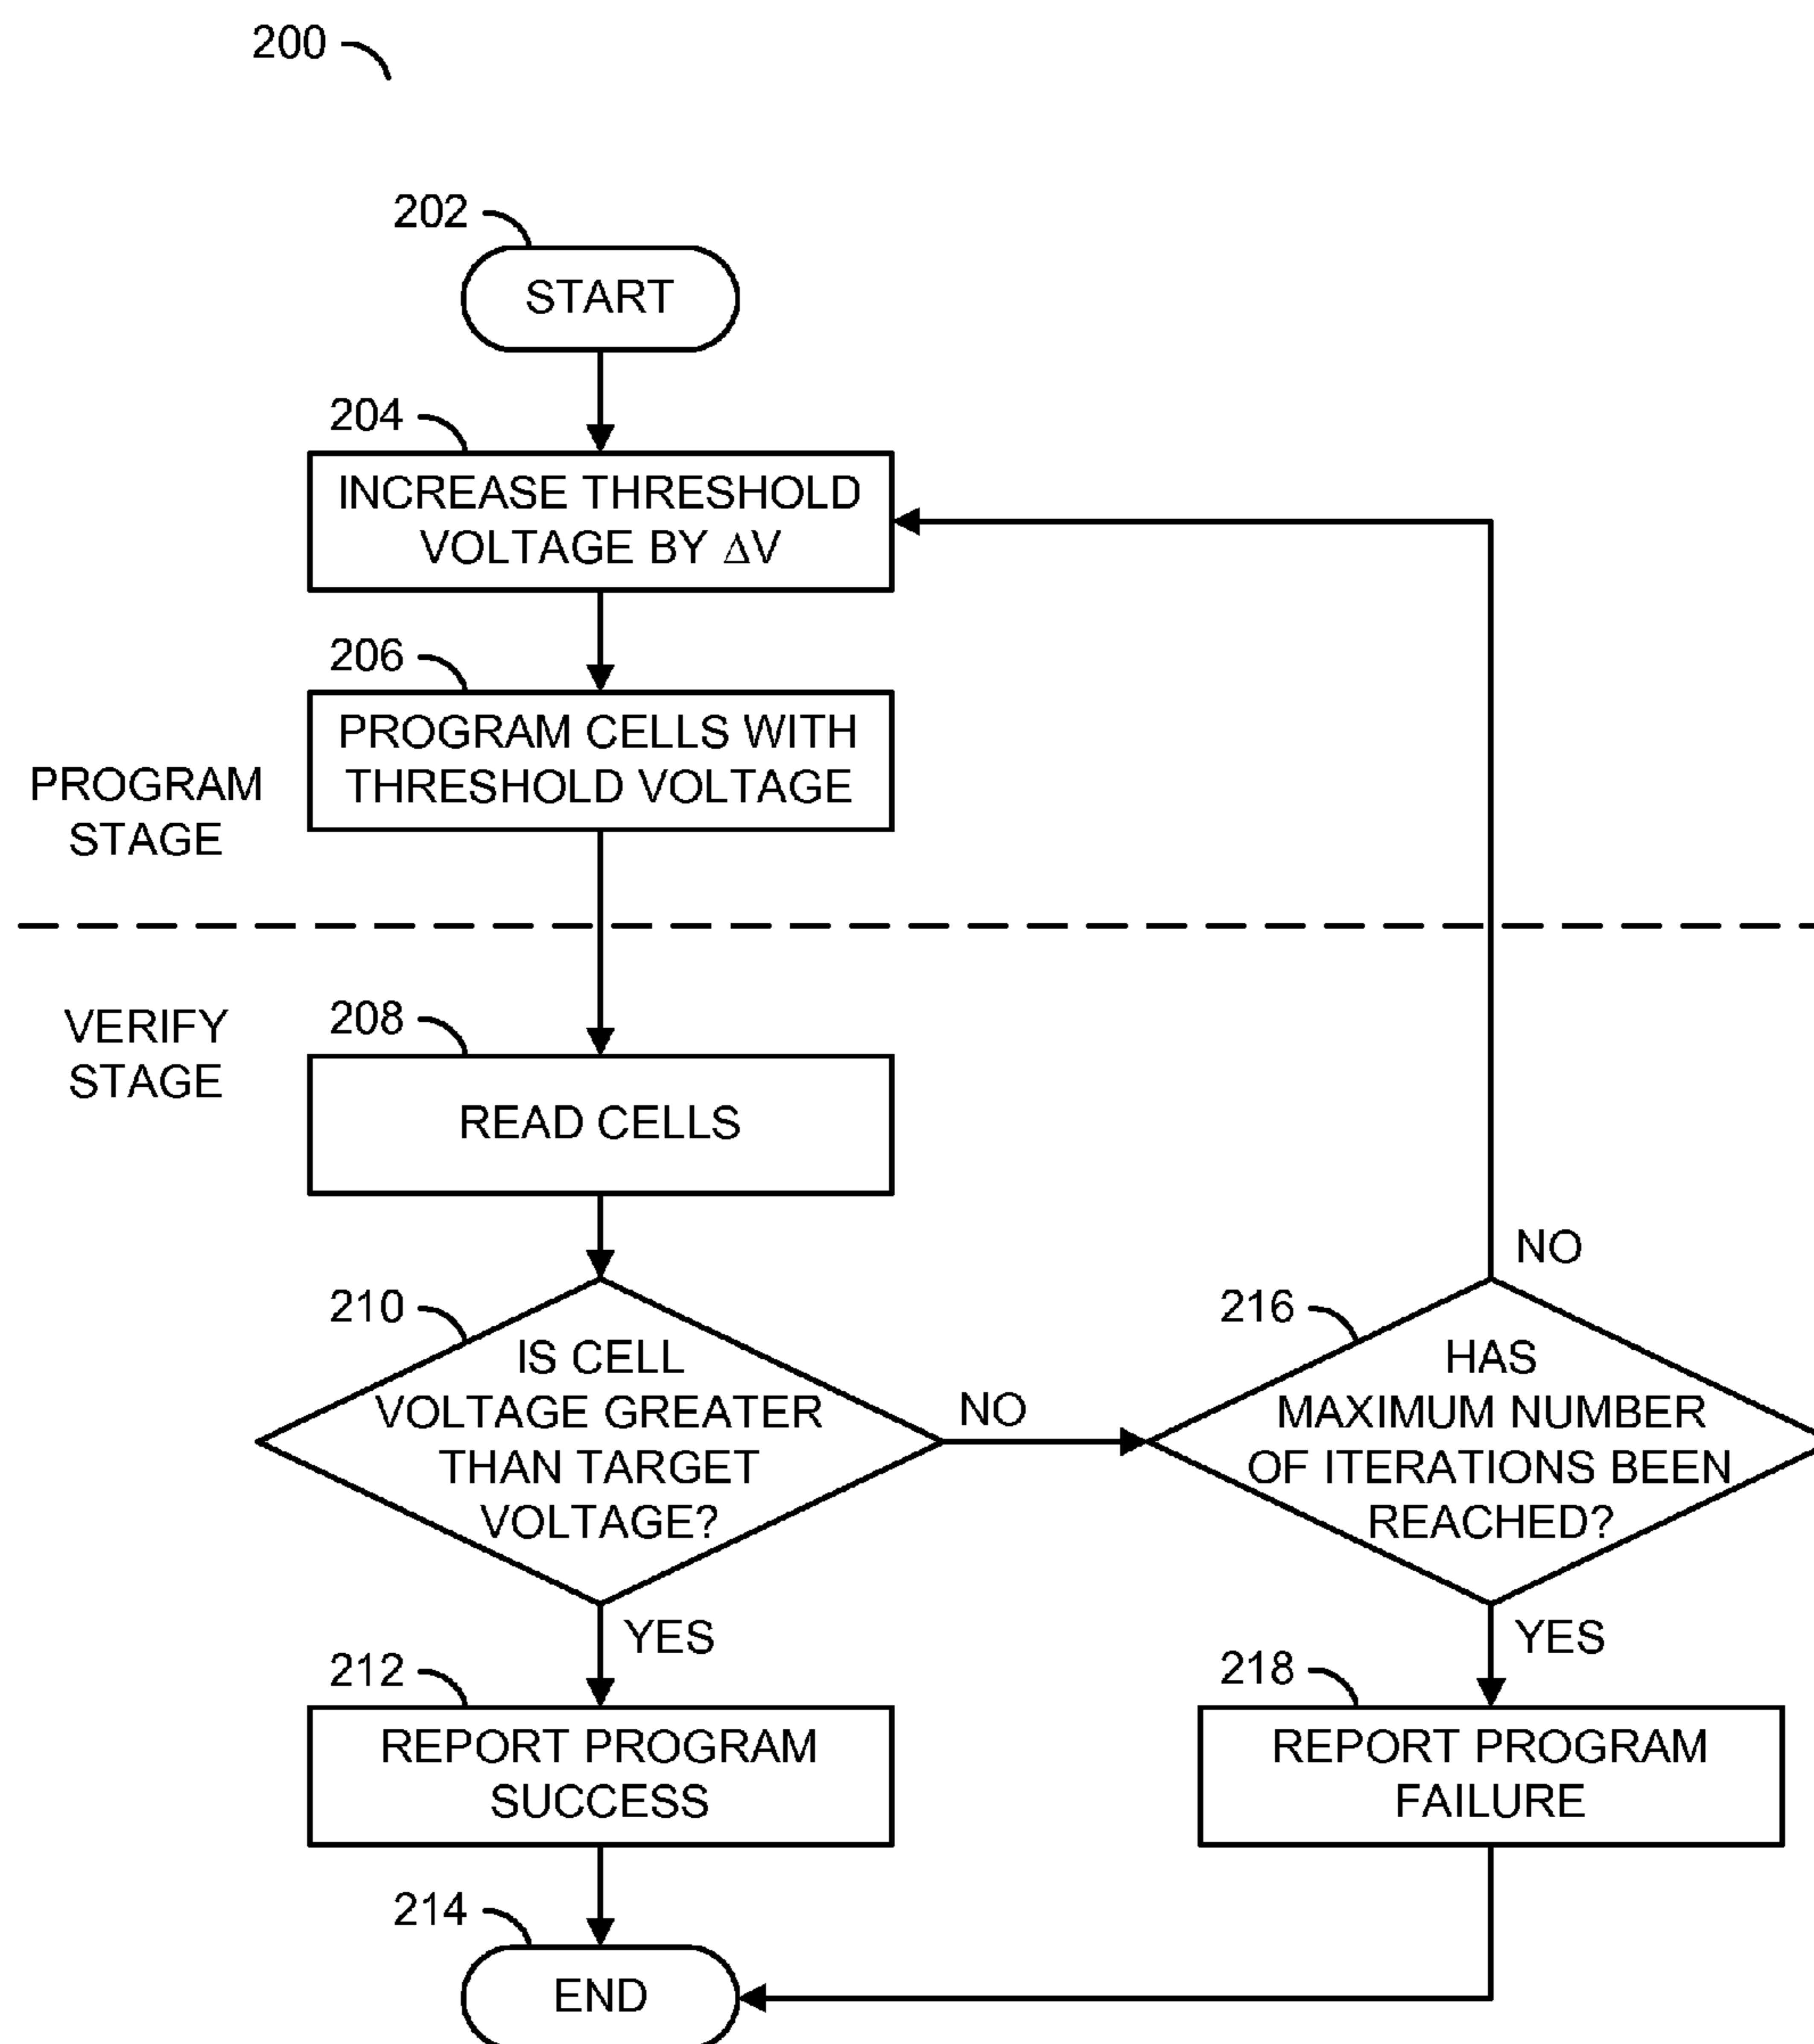 200
202
START
204
INCREASE THRESHOLD
VOLTAGE BY ΔV
206
PROGRAM CELLS WITH
THRESHOLD VOLTAGE
PROGRAM
STAGE
VERIFY
STAGE
208
READ CELLS
210
IS CELL
VOLTAGE GREATER
THAN TARGET
VOLTAGE?
NO
216
NO
HAS
MAXIMUM NUMBER
OF ITERATIONS BEEN
REACHED?
YES
212
REPORT PROGRAM
SUCCESS
YES
218
REPORT PROGRAM
FAILURE
214
END